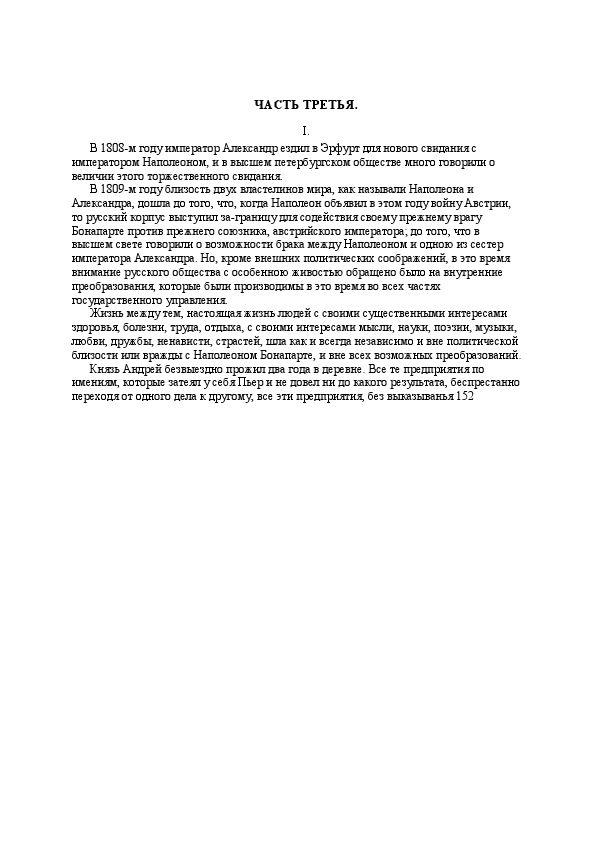 ЧАСТЬ ТРЕТЬЯ.
I.
В 1808-м году император Александр ездил в Эрфурт для нового свидания с
императором Наполеоном, и в высшем петербургском обществе много говорили о
величии этого торжественного свидания.
В 1809-м году близость двух властелинов мира, как называли Наполеона и
Александра, дошла до того, что, когда Наполеон объявил в этом году войну Австрии,
то русский корпус выступил за-границу для содействия своему прежнему врагу
Бонапарте против прежнего союзника, австрийского императора; до того, что в
высшем свете говорили о возможности брака между Наполеоном и одною из сестер
императора Александра. Но, кроме внешних политических соображений, в это время
внимание русского общества с особенною живостью обращено было на внутренние
преобразования, которые были производимы в это время во всех частях
государственного управления.
Жизнь между тем, настоящая жизнь людей с своими существенными интересами
здоровья, болезни, труда, отдыха, с своими интересами мысли, науки, поэзии, музыки,
любви, дружбы, ненависти, страстей, шла как и всегда независимо и вне политической
близости или вражды с Наполеоном Бонапарте, и вне всех возможных преобразований.
Князь Андрей безвыездно прожил два года в деревне. Все те предприятия по
имениям, которые затеял у себя Пьер и не довел ни до какого результата, беспрестанно
переходя от одного дела к другому, все эти предприятия, без выказыванья 152